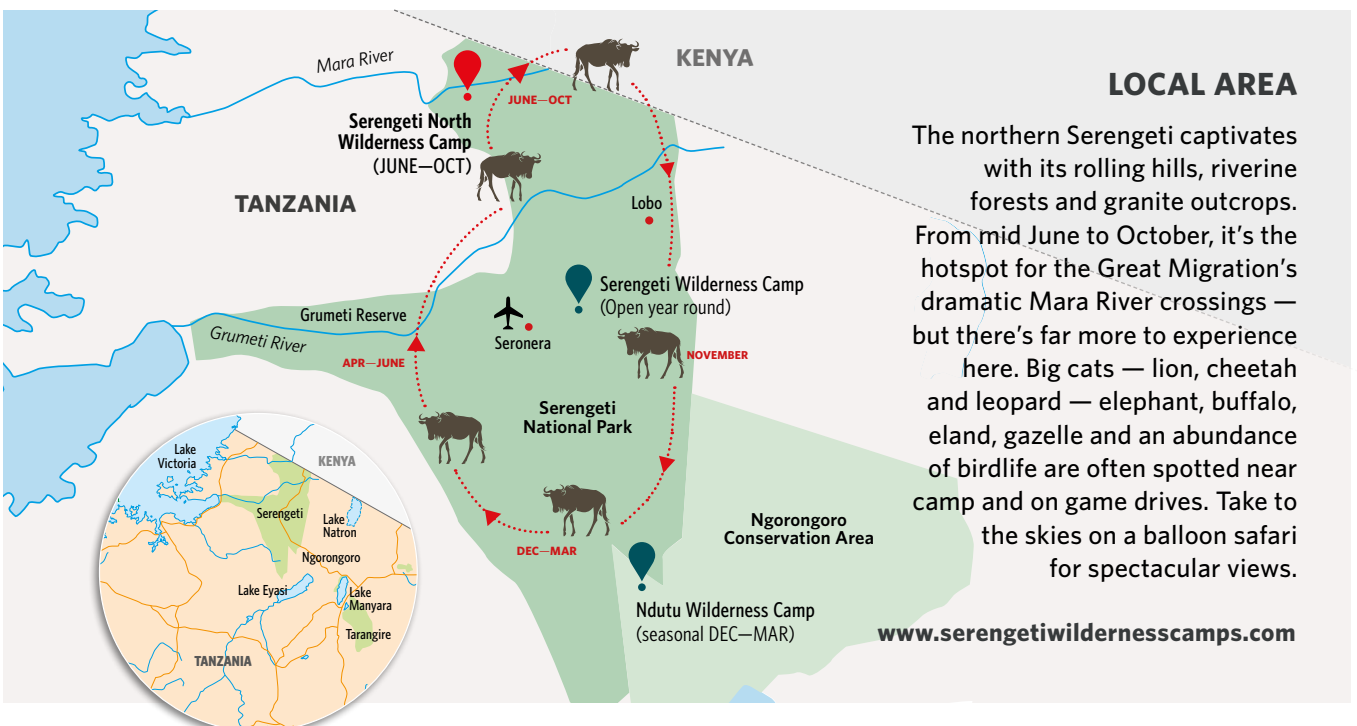 Mara River
KENYA
JUNE—OCT
Serengeti North
Wilderness Camp
(JUNE—OCT)
TANZANIA
Lobo
Serengeti Wilderness Camp
(Open year round)
Grumeti Reserve
Grumeti River
Seronera
APR—JUNE
NOVEMBER
Serengeti
National Park
DEC—MAR
Ngorongoro
Conservation Area
Ndutu Wilderness Camp
(seasonal DEC—MAR)
Lake
Victoria
KENYA
Serengeti
Lake
Natron
Ngorongoro
Lake Eyasi
Lake
Manyara
Tarangire
TANZANIA
LOCAL AREA
The northern Serengeti captivates
with its rolling hills, riverine
forests and granite outcrops.
From mid June to October, it’s the
hotspot for the Great Migration’s
dramatic Mara River crossings —
but there’s far more to experience
here. Big cats — lion, cheetah
and leopard — elephant, buffalo,
eland, gazelle and an abundance
of birdlife are often spotted near
camp and on game drives. Take to
the skies on a balloon safari
for spectacular views.
www.serengetiwildernesscamps.com